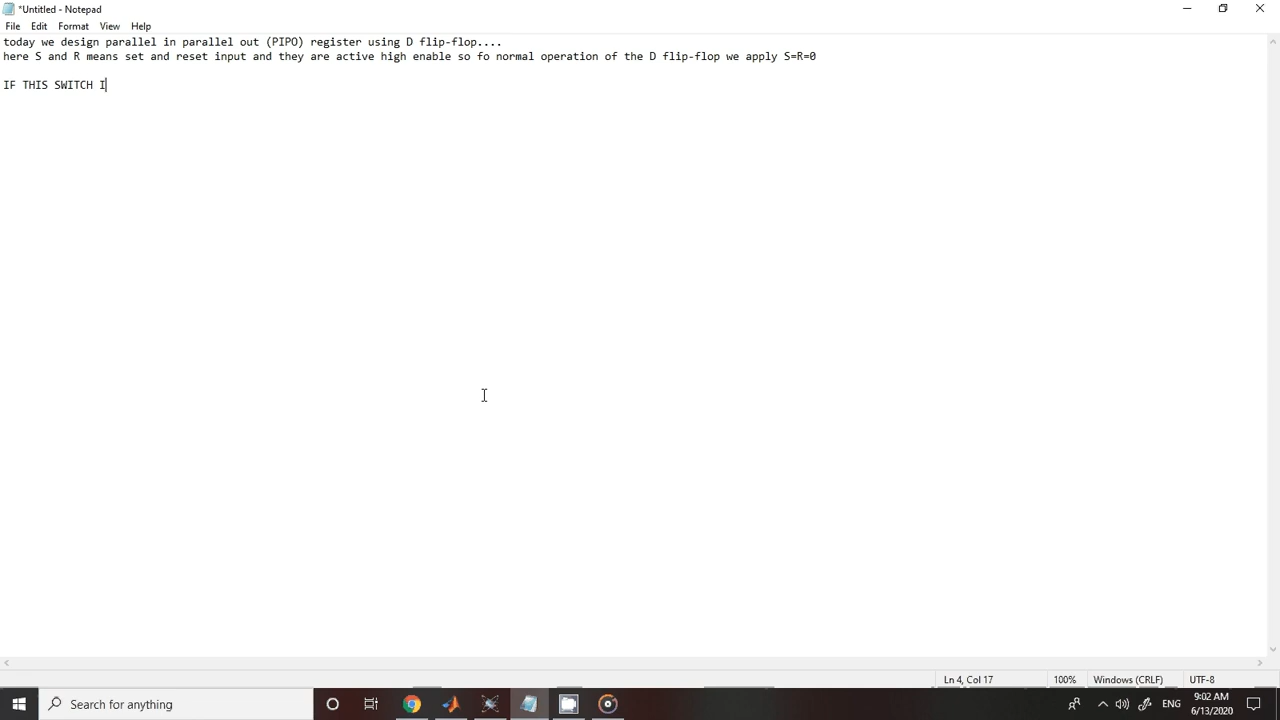 *Untitled - Notepad
File Edit Format View Help
today we design parallel in parallel out (PIPO) register using D flip-flop....
here S and R means set and reset input and they are active high enable so fo normal operation of the D flip-flop we apply S=R=0
IF THIS SWITCH I
Ln 4, Col 17 100% Windows (CRLF) UTF-8
Search for anything ENG 9:02 AM
6/13/2020